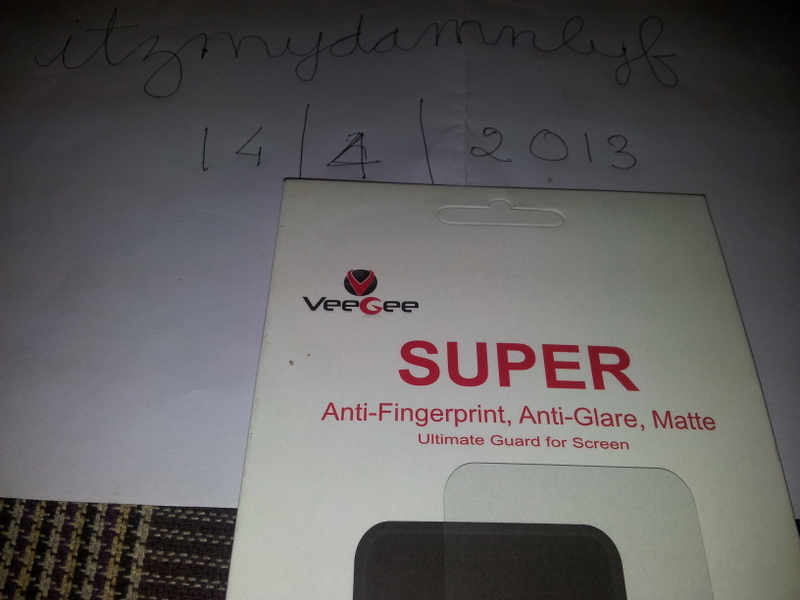 itzmydamnlyf
14 | 4 | 2013
VeeGee
SUPER
Anti-Fingerprint, Anti-Glare, Matte
Ultimate Guard for Screen